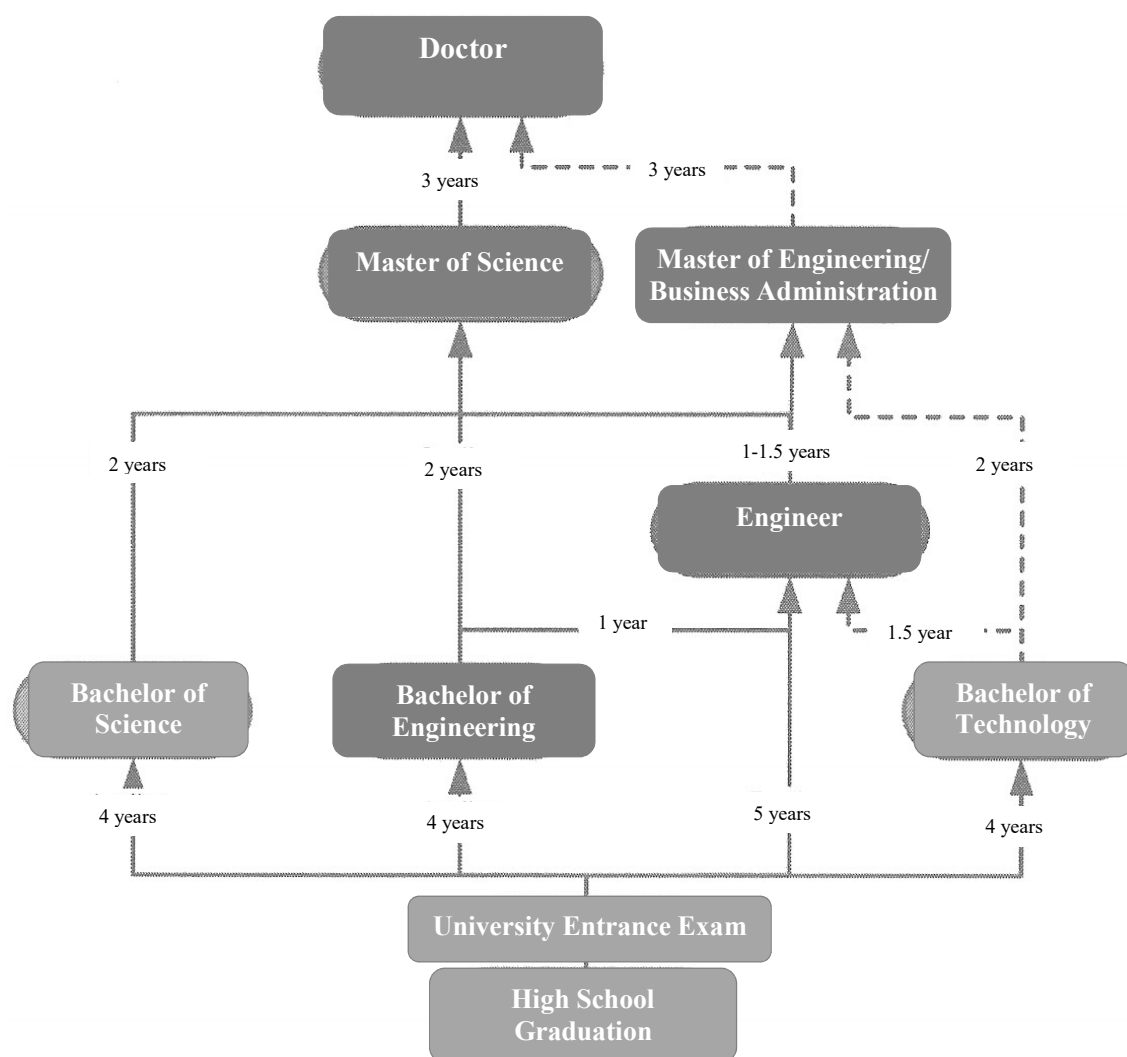 Doctor
3 years
3 years
Master of Science
Master of Engineering/
Business Administration
2 years
2 years
1-1.5 years
2 years
Engineer
1 year
1.5 year
Bachelor of
Science
Bachelor of
Engineering
Bachelor of
Technology
4 years
4 years
5 years
4 years
University Entrance Exam
High School
Graduation